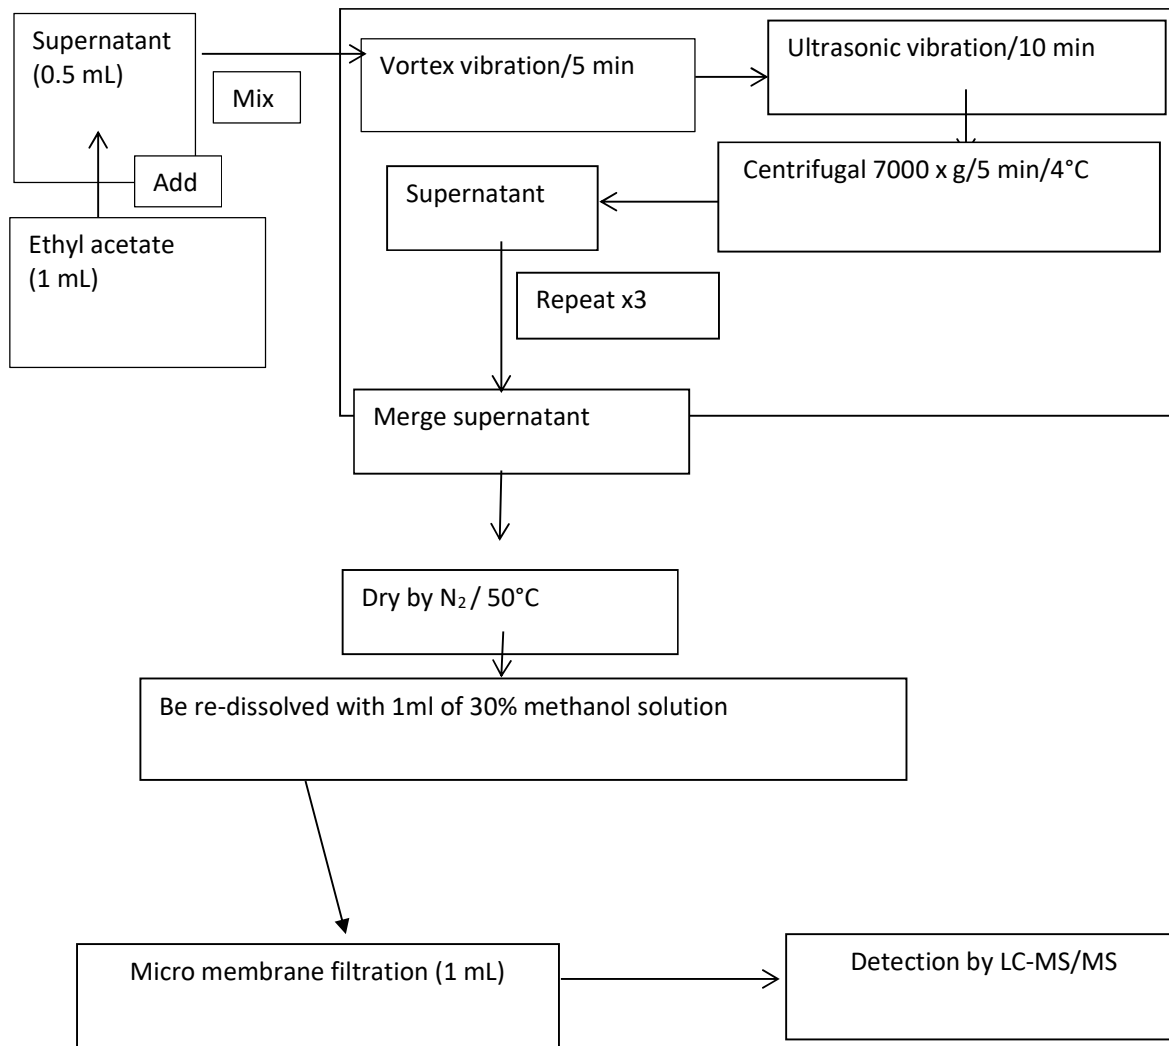 Supernatant
(0.5 mL)
Mix
Add
Ethyl acetate
(1 mL)
Vortex vibration/5 min
Ultrasonic vibration/10 min
Centrifugal 7000 x g/5 min/4°C
Supernatant
Repeat x3
Merge supernatant
Dry by N₂ / 50°C
Be re-dissolved with 1ml of 30% methanol solution
Micro membrane filtration (1 mL)
Detection by LC-MS/MS